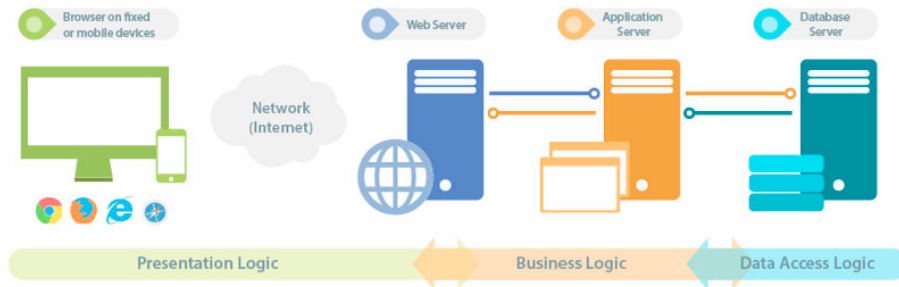 Browser on fixed
or mobile devices
Web Server
Application
Server
Database
Server
Network
(Internet)
Presentation Logic
Business Logic
Data Access Logic